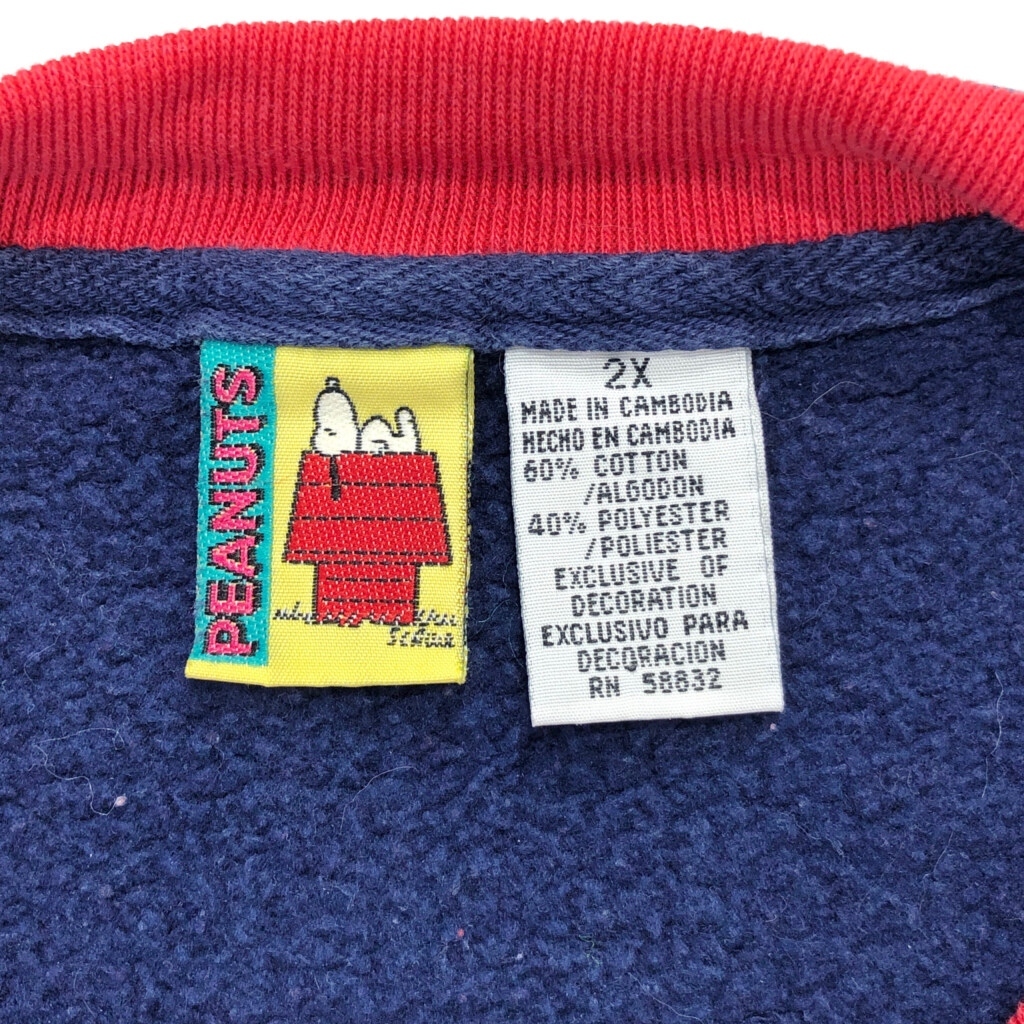 PEANUTS
2X
MADE IN CAMBODIA
HECHO EN CAMBODIA
60% COTTON
/ALGODON
40% POLYESTER
/POLIESTER
EXCLUSIVE OF
DECORATION
EXCLUSIVO PARA
DECORACION
RN 58832